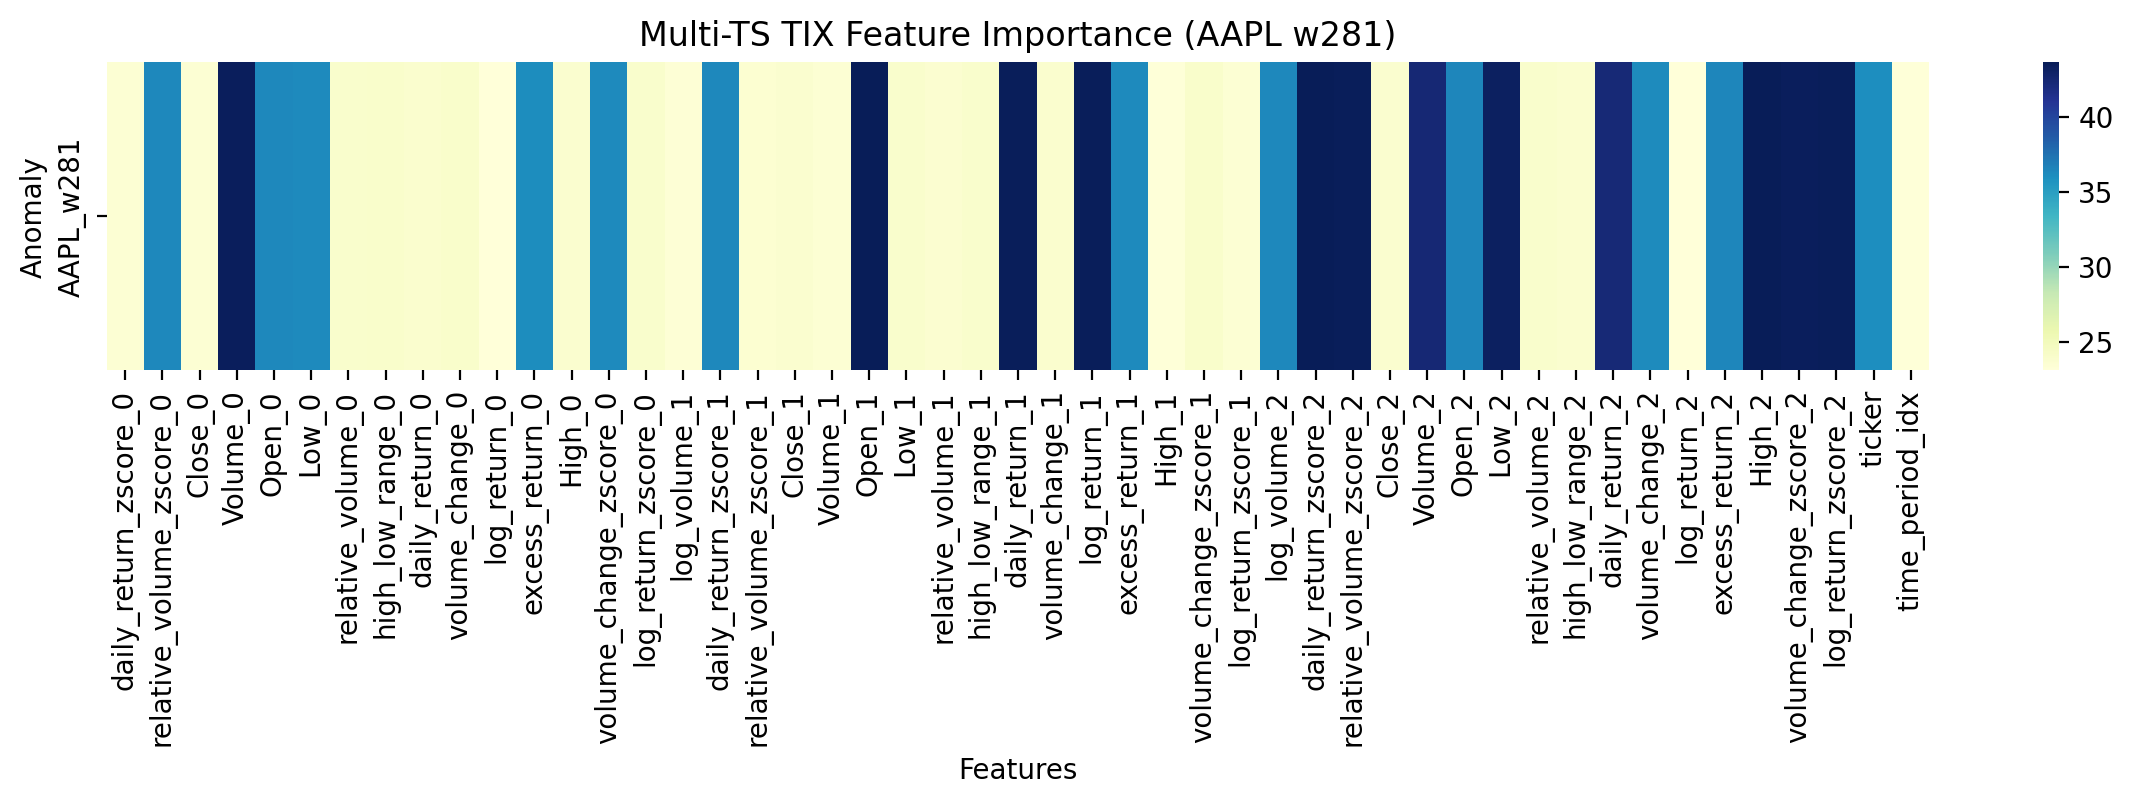 Multi-TS TIX Feature Importance (AAPL w281)
Anomaly
AAPL_w281
40
35
30
25
daily_return_zscore_0
relative_volume_zscore_0
Close_0
Volume_0
Open_0
Low_0
relative_volume_0
high_low_range_0
daily_return_0
volume_change_0
log_return_0
excess_return_0
High_0
volume_change_zscore_0
log_return_zscore_0
log_volume_1
daily_return_zscore_1
relative_volume_zscore_1
Close_1
Volume_1
Open_1
Low_1
relative_volume_1
high_low_range_1
daily_return_1
volume_change_1
log_return_1
excess_return_1
High_1
volume_change_zscore_1
log_return_zscore_1
log_volume_2
daily_return_zscore_2
relative_volume_zscore_2
Close_2
Volume_2
Open_2
Low_2
relative_volume_2
high_low_range_2
daily_return_2
volume_change_2
log_return_2
excess_return_2
High_2
volume_change_zscore_2
log_return_zscore_2
ticker
time_period_idx
Features